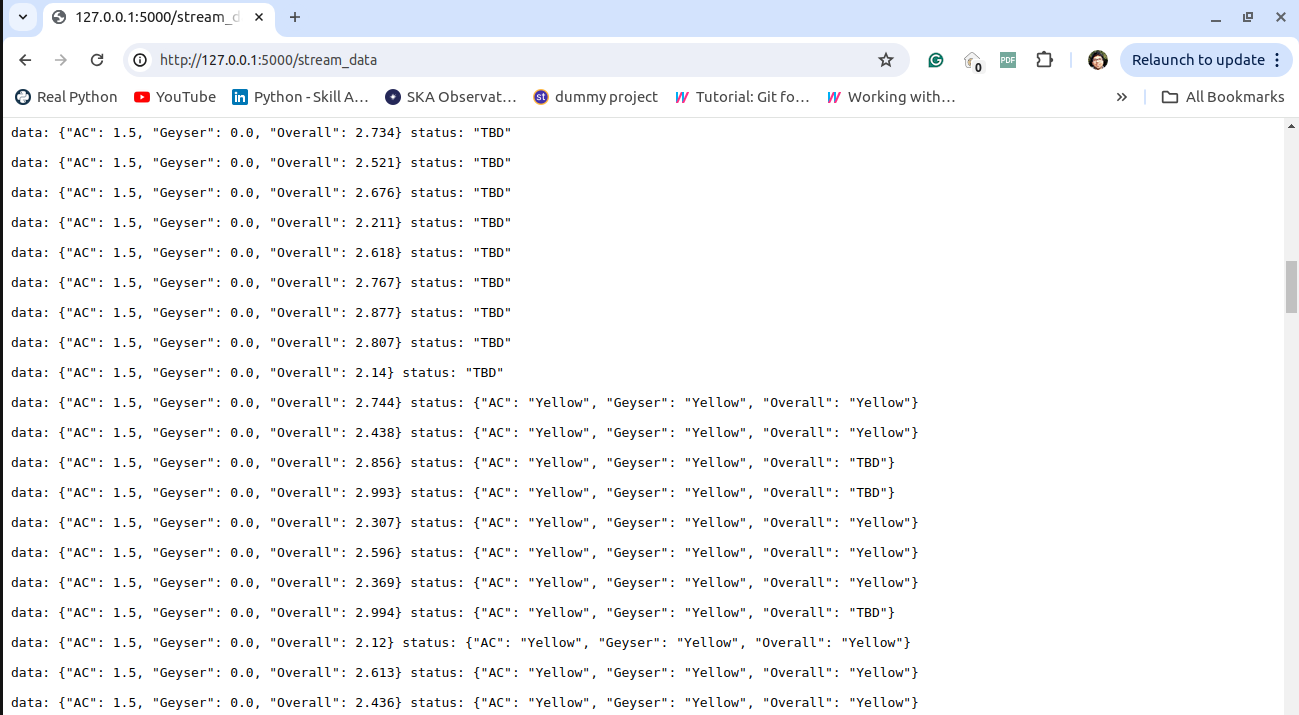 127.0.0.1:5000/stream_d
http://127.0.0.1:5000/stream_data
0
PDF
Relaunch to update
Real Python
YouTube
in
Python - Skill A...
SKA Observat...
st
dummy project
Tutorial: Git fo...
Working with...
All Bookmarks
data: {"AC": 1.5, "Geyser": 0.0, "Overall": 2.734} status: "TBD"
data: {"AC": 1.5, "Geyser": 0.0, "Overall": 2.521} status: "TBD"
data: {"AC": 1.5, "Geyser": 0.0, "Overall": 2.676} status: "TBD"
data: {"AC": 1.5, "Geyser": 0.0, "Overall": 2.211} status: "TBD"
data: {"AC": 1.5, "Geyser": 0.0, "Overall": 2.618} status: "TBD"
data: {"AC": 1.5, "Geyser": 0.0, "Overall": 2.767} status: "TBD"
data: {"AC": 1.5, "Geyser": 0.0, "Overall": 2.877} status: "TBD"
data: {"AC": 1.5, "Geyser": 0.0, "Overall": 2.807} status: "TBD"
data: {"AC": 1.5, "Geyser": 0.0, "Overall": 2.14} status: "TBD"
data: {"AC": 1.5, "Geyser": 0.0, "Overall": 2.744} status: {"AC": "Yellow", "Geyser": "Yellow", "Overall": "Yellow"}
data: {"AC": 1.5, "Geyser": 0.0, "Overall": 2.438} status: {"AC": "Yellow", "Geyser": "Yellow", "Overall": "Yellow"}
data: {"AC": 1.5, "Geyser": 0.0, "Overall": 2.856} status: {"AC": "Yellow", "Geyser": "Yellow", "Overall": "TBD"}
data: {"AC": 1.5, "Geyser": 0.0, "Overall": 2.993} status: {"AC": "Yellow", "Geyser": "Yellow", "Overall": "TBD"}
data: {"AC": 1.5, "Geyser": 0.0, "Overall": 2.307} status: {"AC": "Yellow", "Geyser": "Yellow", "Overall": "Yellow"}
data: {"AC": 1.5, "Geyser": 0.0, "Overall": 2.596} status: {"AC": "Yellow", "Geyser": "Yellow", "Overall": "Yellow"}
data: {"AC": 1.5, "Geyser": 0.0, "Overall": 2.369} status: {"AC": "Yellow", "Geyser": "Yellow", "Overall": "Yellow"}
data: {"AC": 1.5, "Geyser": 0.0, "Overall": 2.994} status: {"AC": "Yellow", "Geyser": "Yellow", "Overall": "TBD"}
data: {"AC": 1.5, "Geyser": 0.0, "Overall": 2.12} status: {"AC": "Yellow", "Geyser": "Yellow", "Overall": "Yellow"}
data: {"AC": 1.5, "Geyser": 0.0, "Overall": 2.613} status: {"AC": "Yellow", "Geyser": "Yellow", "Overall": "Yellow"}
data: {"AC": 1.5, "Geyser": 0.0, "Overall": 2.436} status: {"AC": "Yellow", "Geyser": "Yellow", "Overall": "Yellow"}